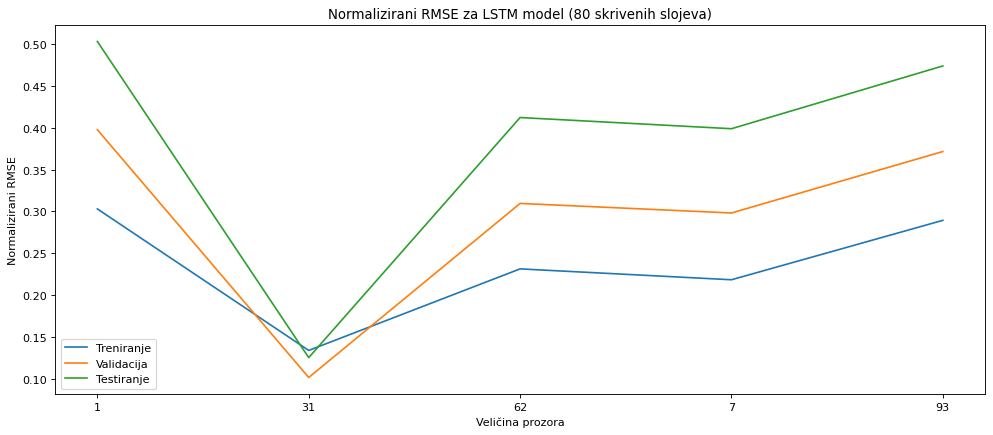 Normalizirani RMSE za LSTM model (80 skrivenih slojeva)
Normalizirani RMSE
0.50
0.45
0.40
0.35
0.30
0.25
0.20
0.15
0.10
Treniranje
Validacija
Testiranje
1 31 62 7 93
Veličina prozora